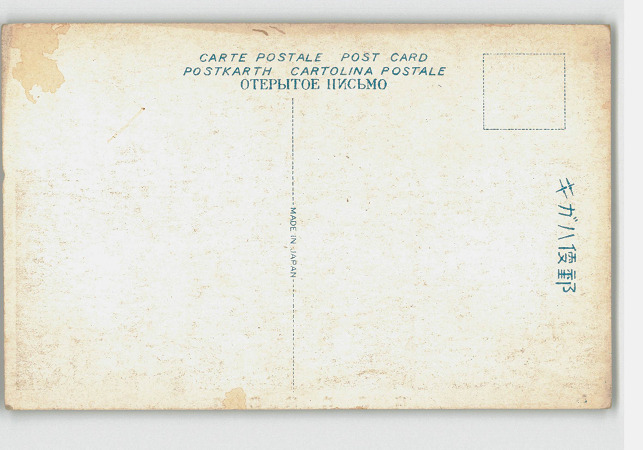 CARTE POSTALE POST CARD
POSTKARTH CARTOLINA POSTALE
ОТЕРЫТОЕ ПИСЬМО
MADE IN JAPAN
郵便ハガキ